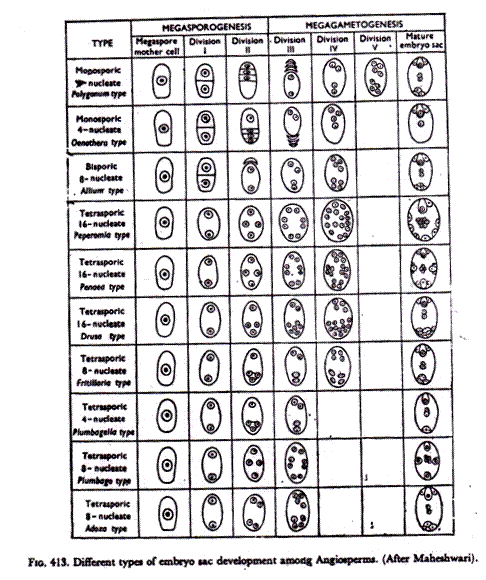 MEGASPOROGENESIS MEGAGAMETOGENESIS
TYPE
Megaspore
mother cell
Division
I
Division
II
Division
III
Division
IV
Division
V
Mature
embryo sac
Monosporic
nucleate
Polygonum type
Monosporic
4-nucleate
Oenothera type
Bisporic
8-nucleate
Allium type
Tetrasporic
16-nucleate
Peperomia type
Tetrasporic
16-nucleate
Penaea type
Tetrasporic
16-nucleate
Drusa type
Tetrasporic
8-nucleate
Fritillaria type
Tetrasporic
4-nucleate
Plumbagella type
Tetrasporic
8-nucleate
Plumbago type
Tetrasporic
8-nucleate
Adoxa type
FIG. 413. Different types of embryo sac development among Angiosperms. (After Maheshwari).